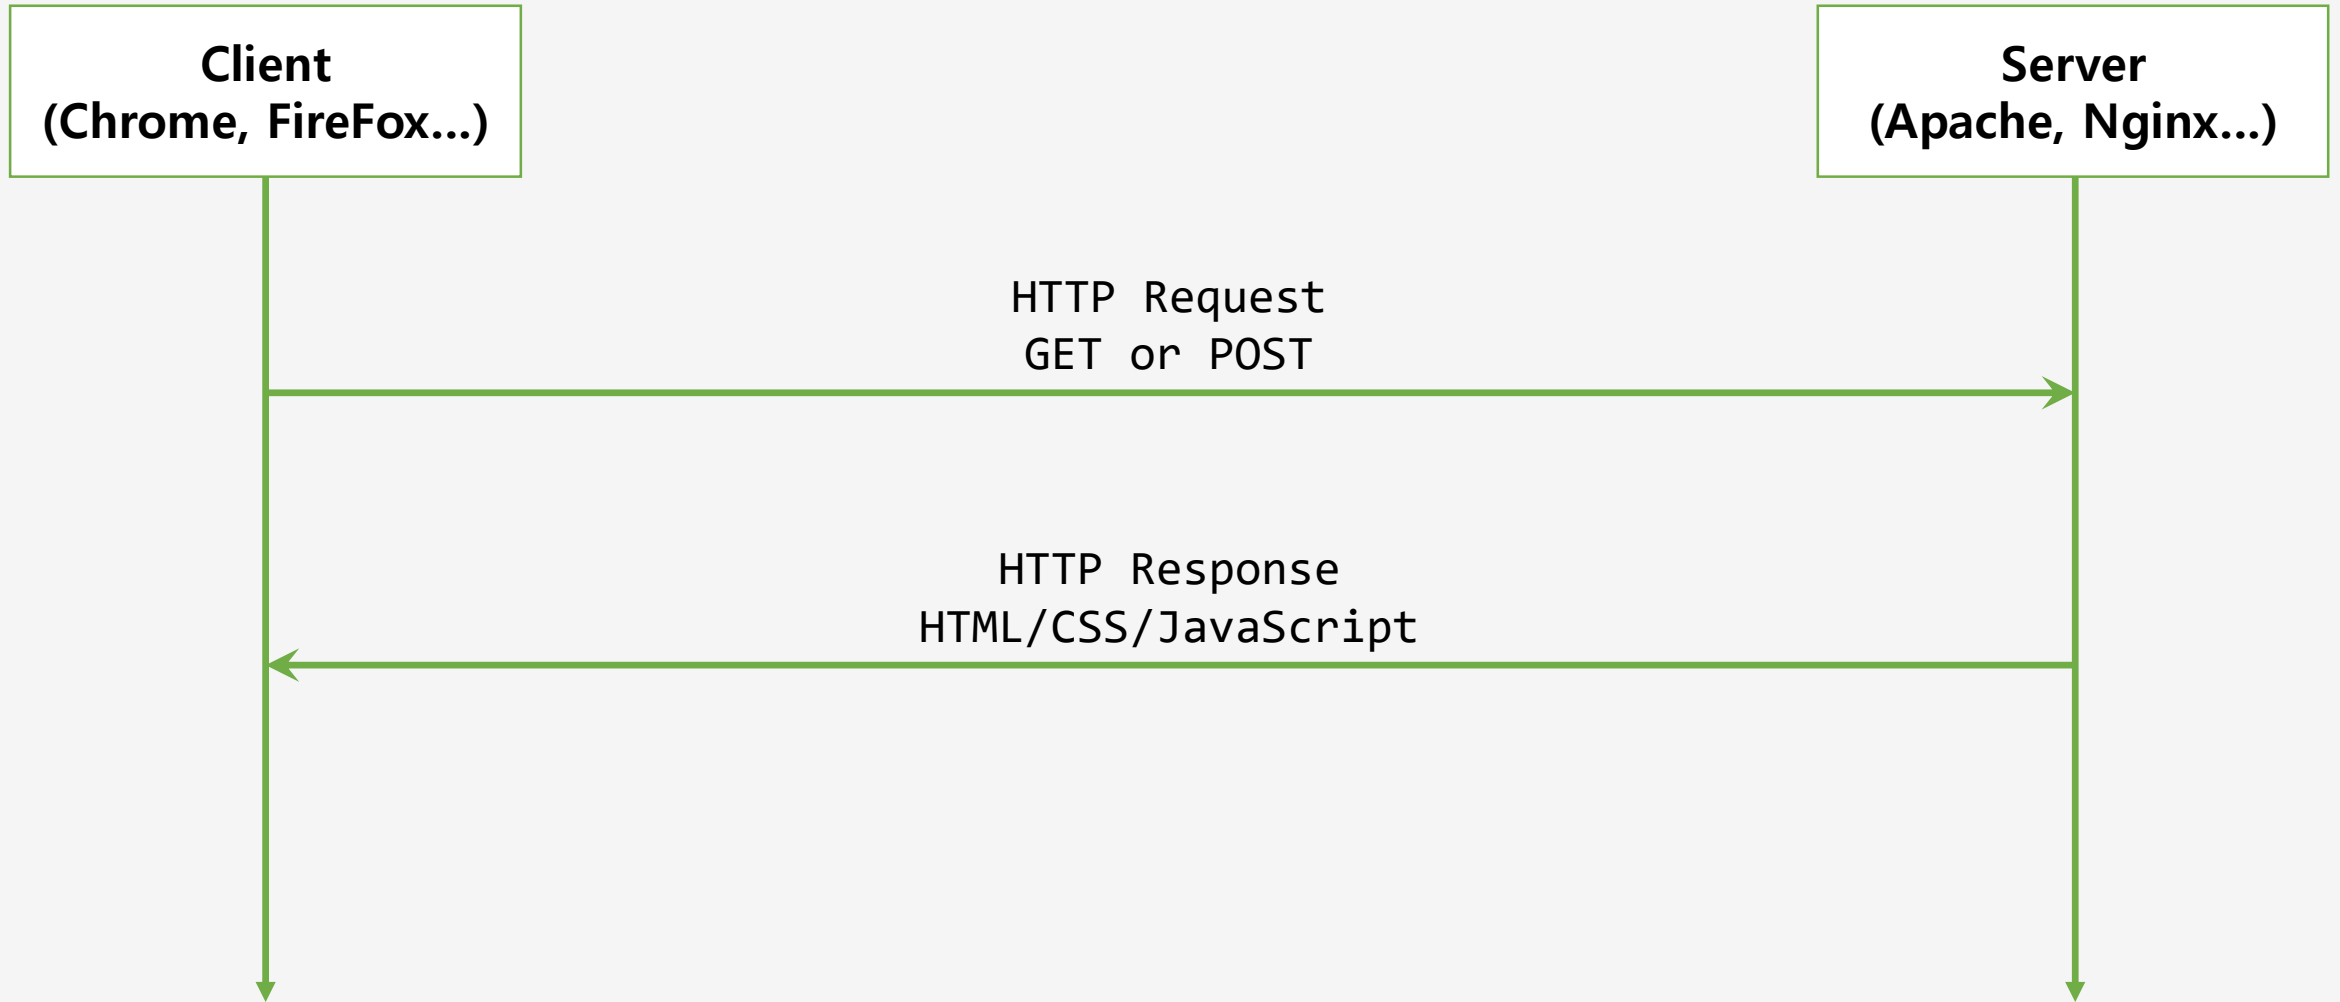 Client
(Chrome, FireFox...)
Server
(Apache, Nginx...)
HTTP Request
GET or POST
HTTP Response
HTML/CSS/JavaScript